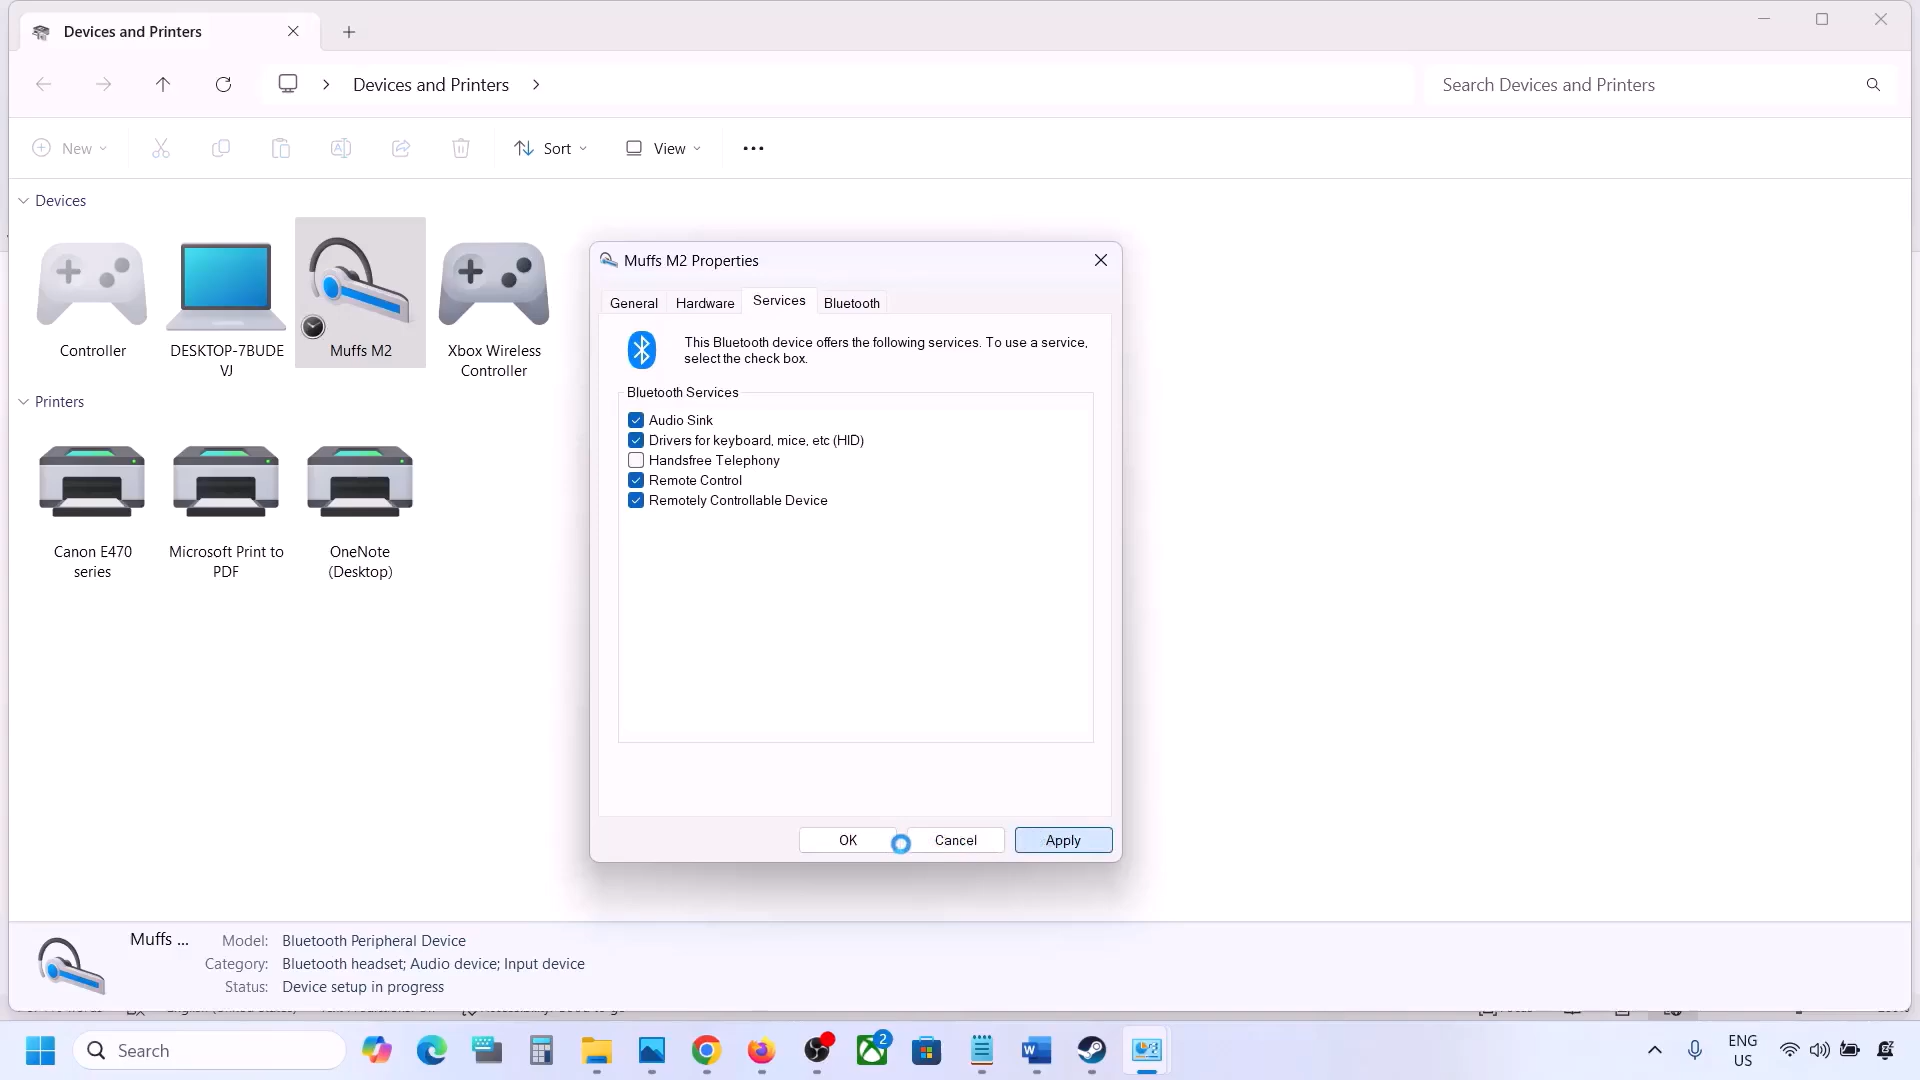 Devices and Printers
Devices and Printers
Search Devices and Printers
New
Sort
View
Devices
Controller
DESKTOP-7BUDE
VJ
Muffs M2
Xbox Wireless
Controller
Printers
Canon E470
series
Microsoft Print to
PDF
OneNote
(Desktop)
Muffs M2 Properties
General
Hardware
Services
Bluetooth
This Bluetooth device offers the following services. To use a service,
select the check box.
Bluetooth Services
Audio Sink
Drivers for keyboard, mice, etc (HID)
Handsfree Telephony
Remote Control
Remotely Controllable Device
OK
Cancel
Apply
Muffs ...
Model: Bluetooth Peripheral Device
Category: Bluetooth headset; Audio device; Input device
Status: Device setup in progress
Search
2
ENG
US